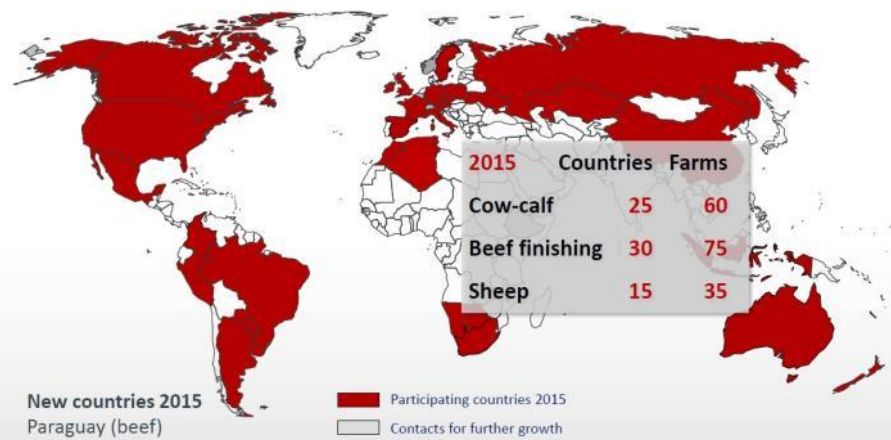 2015 Countries Farms
Cow-calf 25 60
Beef finishing 30 75
Sheep 15 35
New countries 2015
Paraguay (beef)
Participating countries 2015
Contacts for further growth